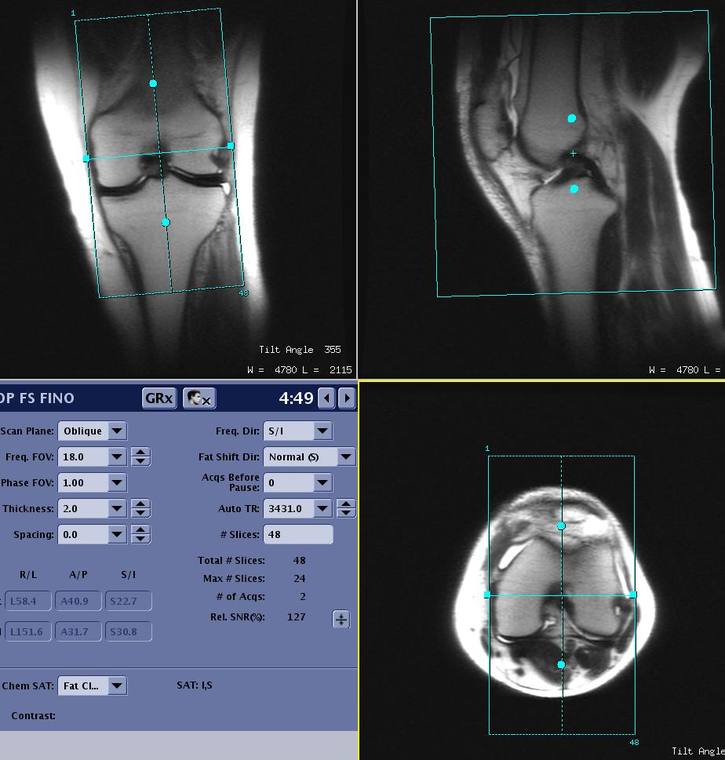 1
48
Tilt Angle 355
W = 4780 L = 2115
W = 4780 L =
OP FS FINO
GRx
4:49
Scan Plane: Oblique
Freq. Dir: S/I
Freq. FOV: 18.0
Fat Shift Dir: Normal (S)
Phase FOV: 1.00
Acqs Before Pause: 0
Thickness: 2.0
Auto TR: 3431.0
Spacing: 0.0
# Slices: 48
Total # Slices: 48
Max # Slices: 24
# of Acqs: 2
Rel. SNR(%): 127
R/L A/P S/I
L58.4 A40.9 S22.7
L151.6 A31.7 S30.8
Chem SAT: Fat Cl...
SAT: I,S
Contrast:
1
48
Tilt Angle